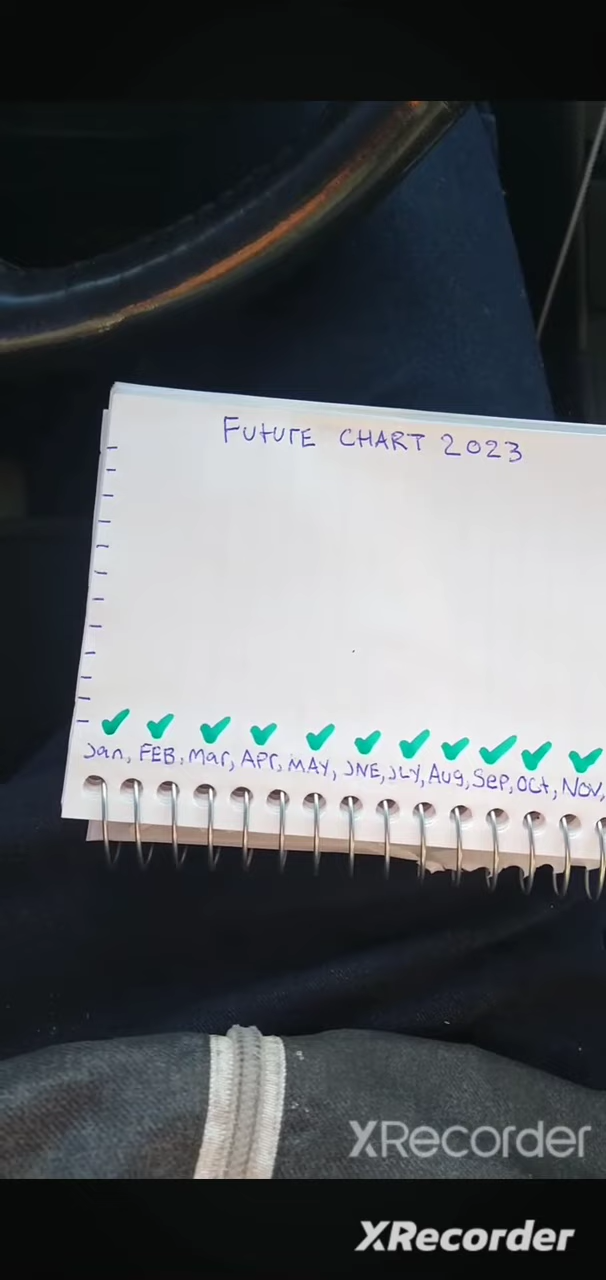 FUtUrE CHART 2023
Jan, FEB, Mar, APr, MAY, JNE, JLY, Aug, Sep, OCt, Nov,
XRecorder
XRecorder